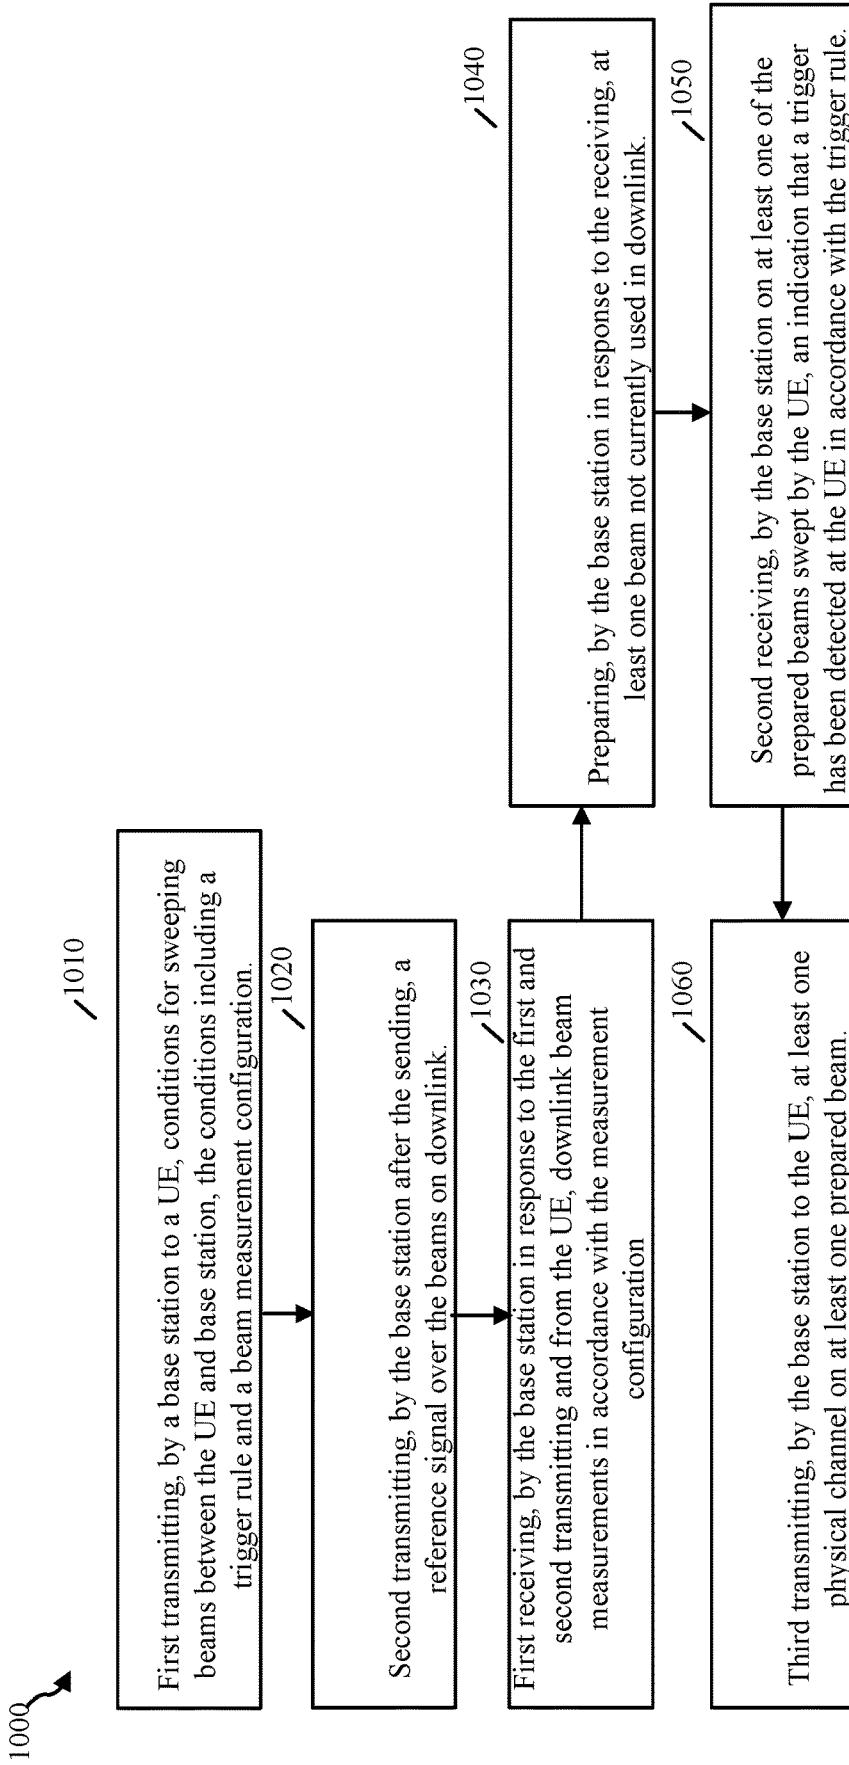 1000
1010
First transmitting, by a base station to a UE, conditions for sweeping
beams between the UE and base station, the conditions including a
trigger rule and a beam measurement configuration.
1020
Second transmitting, by the base station after the sending, a
reference signal over the beams on downlink.
1030
First receiving, by the base station in response to the first and
second transmitting and from the UE, downlink beam
measurements in accordance with the measurement
configuration
1040
Preparing, by the base station in response to the receiving, at
least one beam not currently used in downlink.
1050
Second receiving, by the base station on at least one of the
prepared beams swept by the UE, an indication that a trigger
has been detected at the UE in accordance with the trigger rule.
1060
Third transmitting, by the base station to the UE, at least one
physical channel on at least one prepared beam.